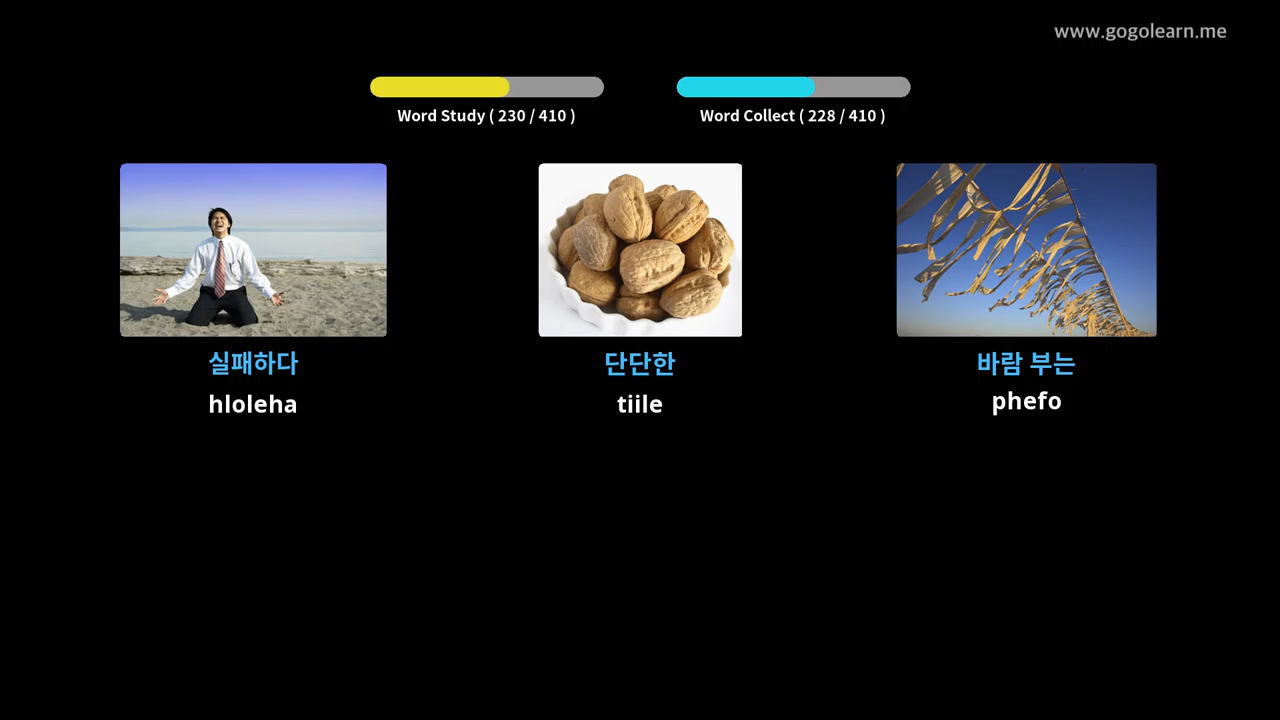 www.gogolearn.me
Word Study ( 230 / 410 )
Word Collect ( 228 / 410 )
실패하다
단단한
바람 부는
hloleha
tiile
phefo